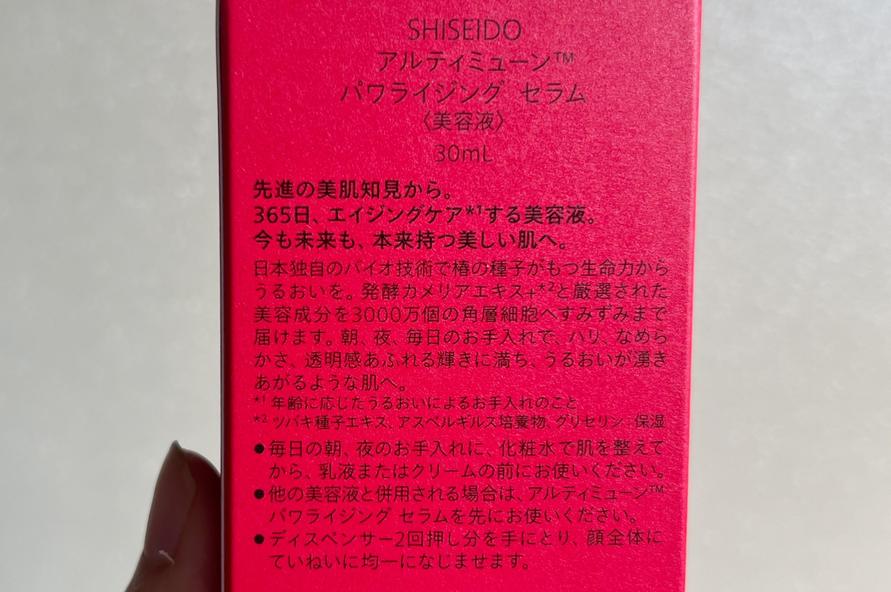 SHISEIDO
アルティミューン™
パワライジング セラム
〈美容液〉
30mL
先進の美肌知見から。
365日、エイジングケア*1する美容液。
今も未来も、本来持つ美しい肌へ。
日本独自のバイオ技術で椿の種子がもつ生命力から
うるおいを。発酵カメリアエキス+*2と厳選された
美容成分を3000万個の角層細胞へすみずみまで
届けます。朝、夜、毎日のお手入れで、ハリ、なめら
かさ、透明感あふれる輝きに満ち、うるおいが湧き
あがるような肌へ。
*1 年齢に応じたうるおいによるお手入れのこと
*2 ツバキ種子エキス、アスペルギルス培養物、グリセリン:保湿
●毎日の朝、夜のお手入れに、化粧水で肌を整えて
から、乳液またはクリームの前にお使いください。
●他の美容液と併用される場合は、アルティミューン™
パワライジング セラムを先にお使いください。
●ディスペンサー2回押し分を手にとり、顔全体に
ていねいに均一になじませます。